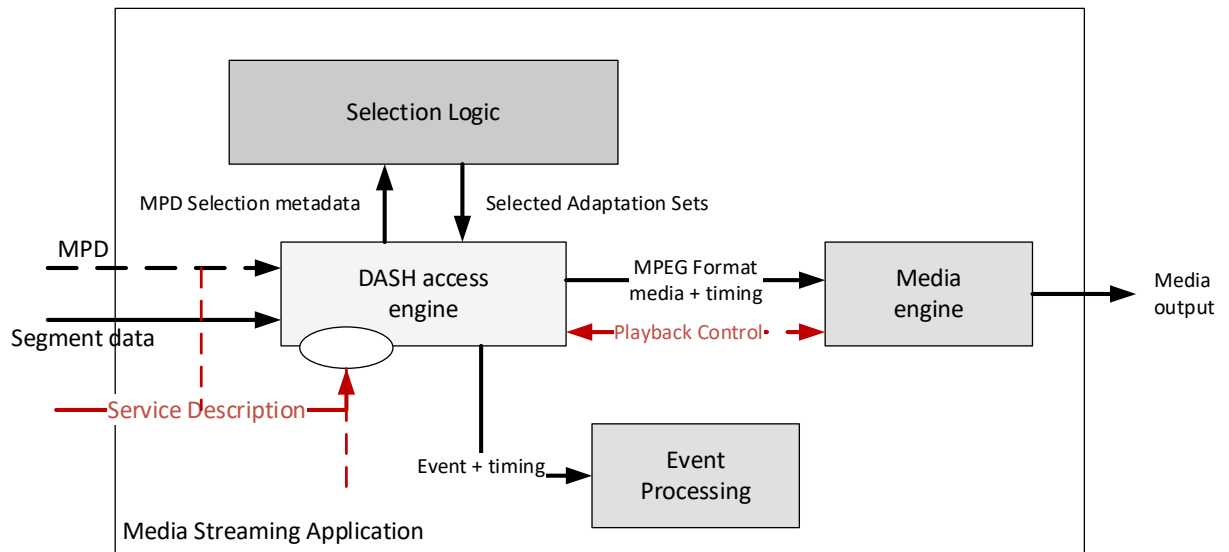 Selection Logic
MPD Selection metadata
Selected Adaptation Sets
MPD
DASH access
engine
MPEG Format
media + timing
Media
engine
Media
output
Segment data
Playback Control
Service Description
Event + timing
Event
Processing
Media Streaming Application